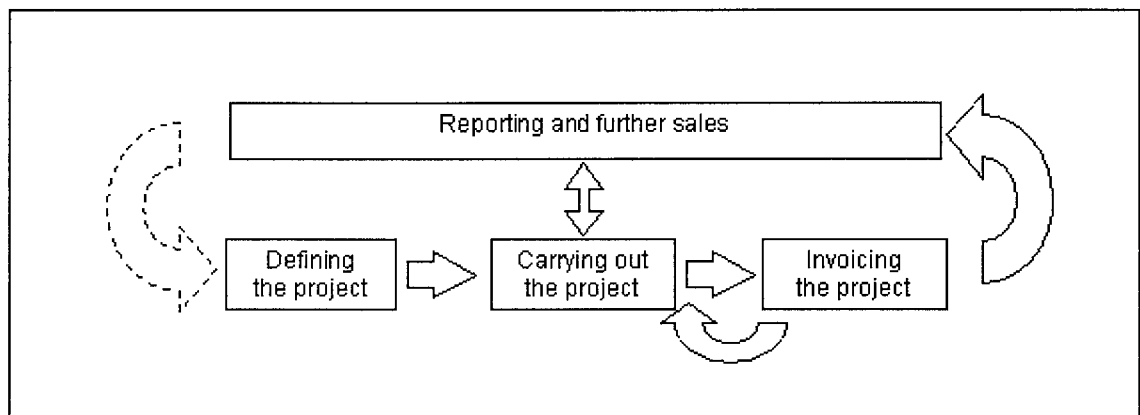 Reporting and further sales
Defining
the project
Carrying out
the project
Invoicing
the project